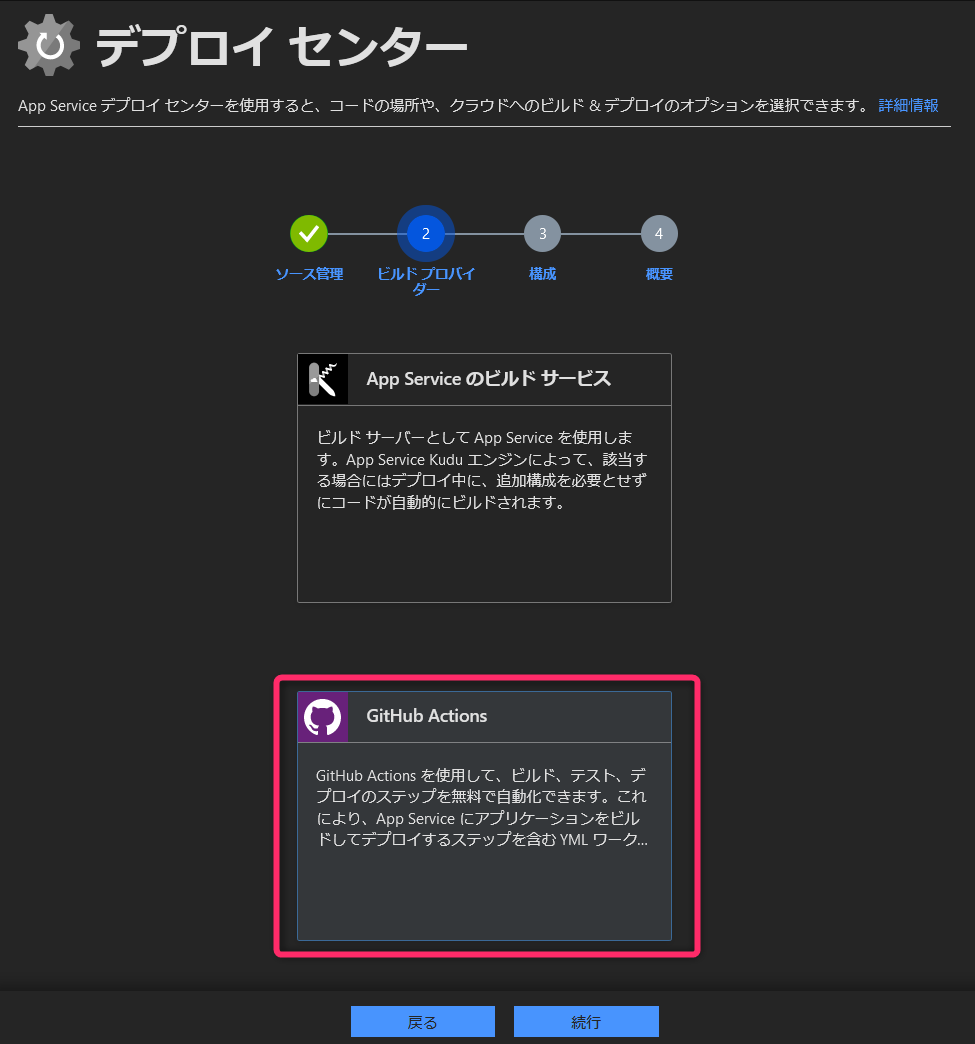 デプロイ センター
App Service デプロイ センターを使用すると、コードの場所や、クラウドへのビルド & デプロイのオプションを選択できます。 詳細情報
2
3
4
ソース管理
ビルド プロバイ
ダー
構成
概要
App Service のビルド サービス
ビルド サーバーとして App Service を使用しま
す。App Service Kudu エンジンによって、該当す
る場合にはデプロイ中に、追加構成を必要とせず
にコードが自動的にビルドされます。
GitHub Actions
GitHub Actions を使用して、ビルド、テスト、デ
プロイのステップを無料で自動化できます。これ
により、App Service にアプリケーションをビル
ドしてデプロイするステップを含む YML ワーク...
戻る
続行